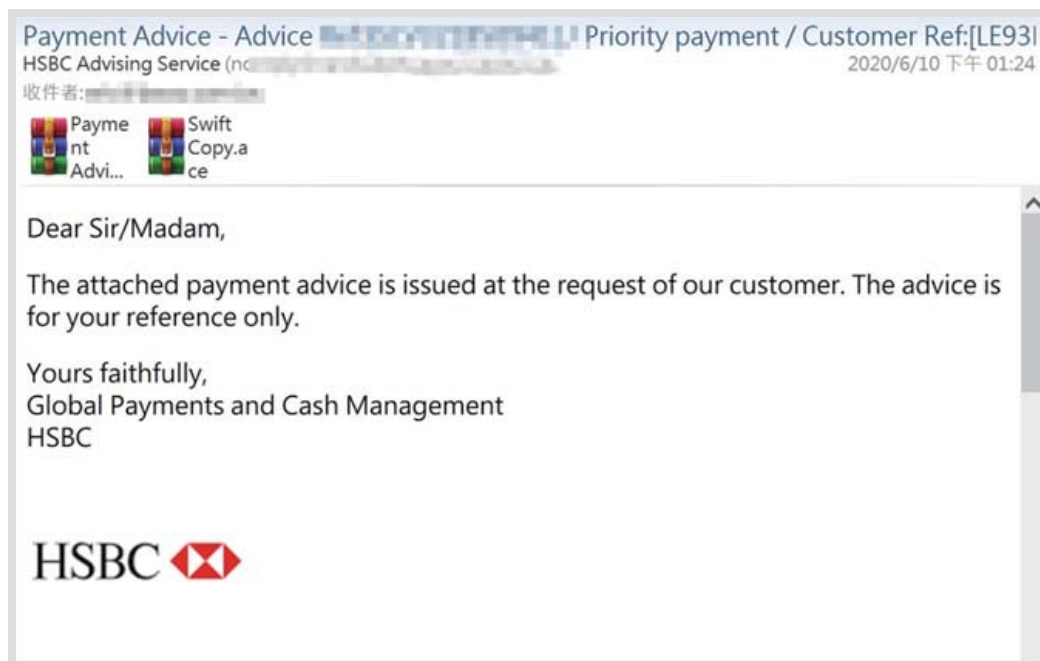 Payment Advice - Advice Priority payment / Customer Ref:[LE93
HSBC Advising Service (no
2020/6/10 下午 01:24
收件者:
Payme
nt
Advi...
Swift
Copy.a
ce
Dear Sir/Madam,
The attached payment advice is issued at the request of our customer. The advice is
for your reference only.
Yours faithfully,
Global Payments and Cash Management
HSBC
HSBC